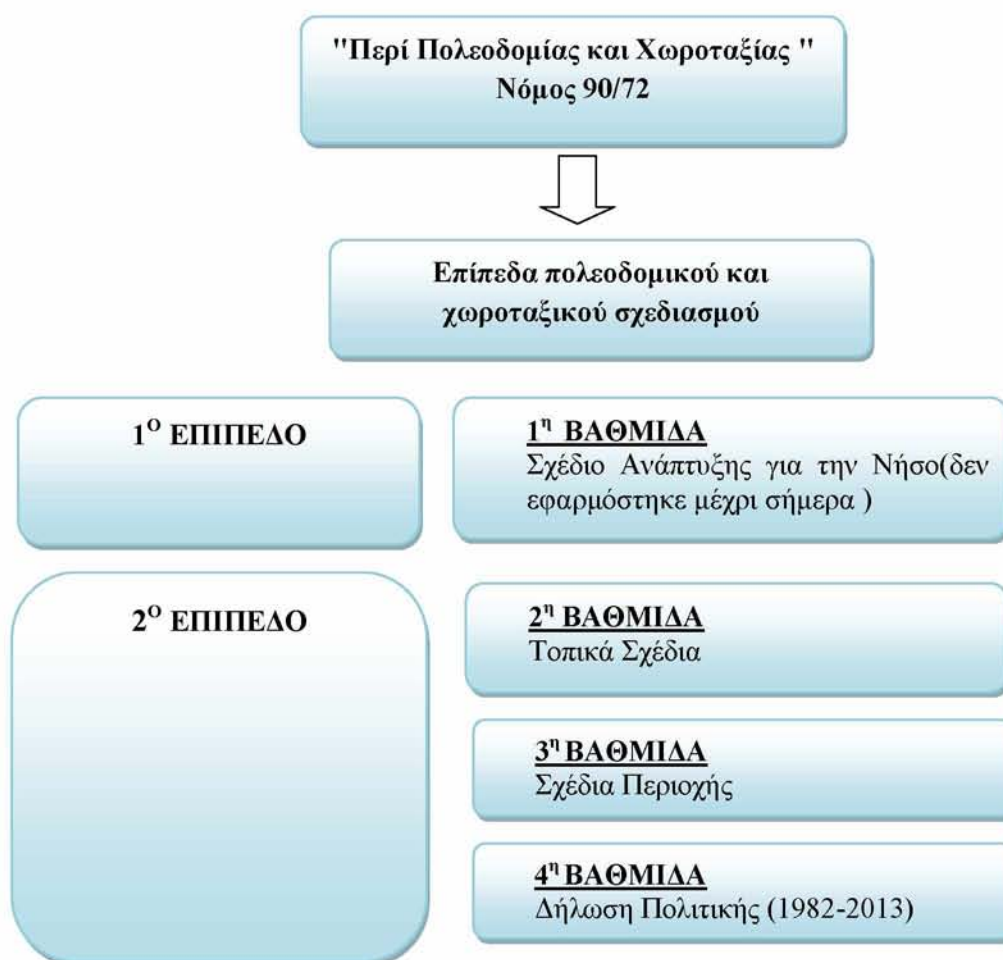 "Περί Πολεοδομίας και Χωροταξίας "
Νόμος 90/72
Επίπεδα πολεοδομικού και
χωροταξικού σχεδιασμού
1Ο ΕΠΙΠΕΔΟ
1η ΒΑΘΜΙΔΑ
Σχέδιο Ανάπτυξης για την Νήσο(δεν
εφαρμόστηκε μέχρι σήμερα )
2Ο ΕΠΙΠΕΔΟ
2η ΒΑΘΜΙΔΑ
Τοπικά Σχέδια
3η ΒΑΘΜΙΔΑ
Σχέδια Περιοχής
4η ΒΑΘΜΙΔΑ
Δήλωση Πολιτικής (1982-2013)